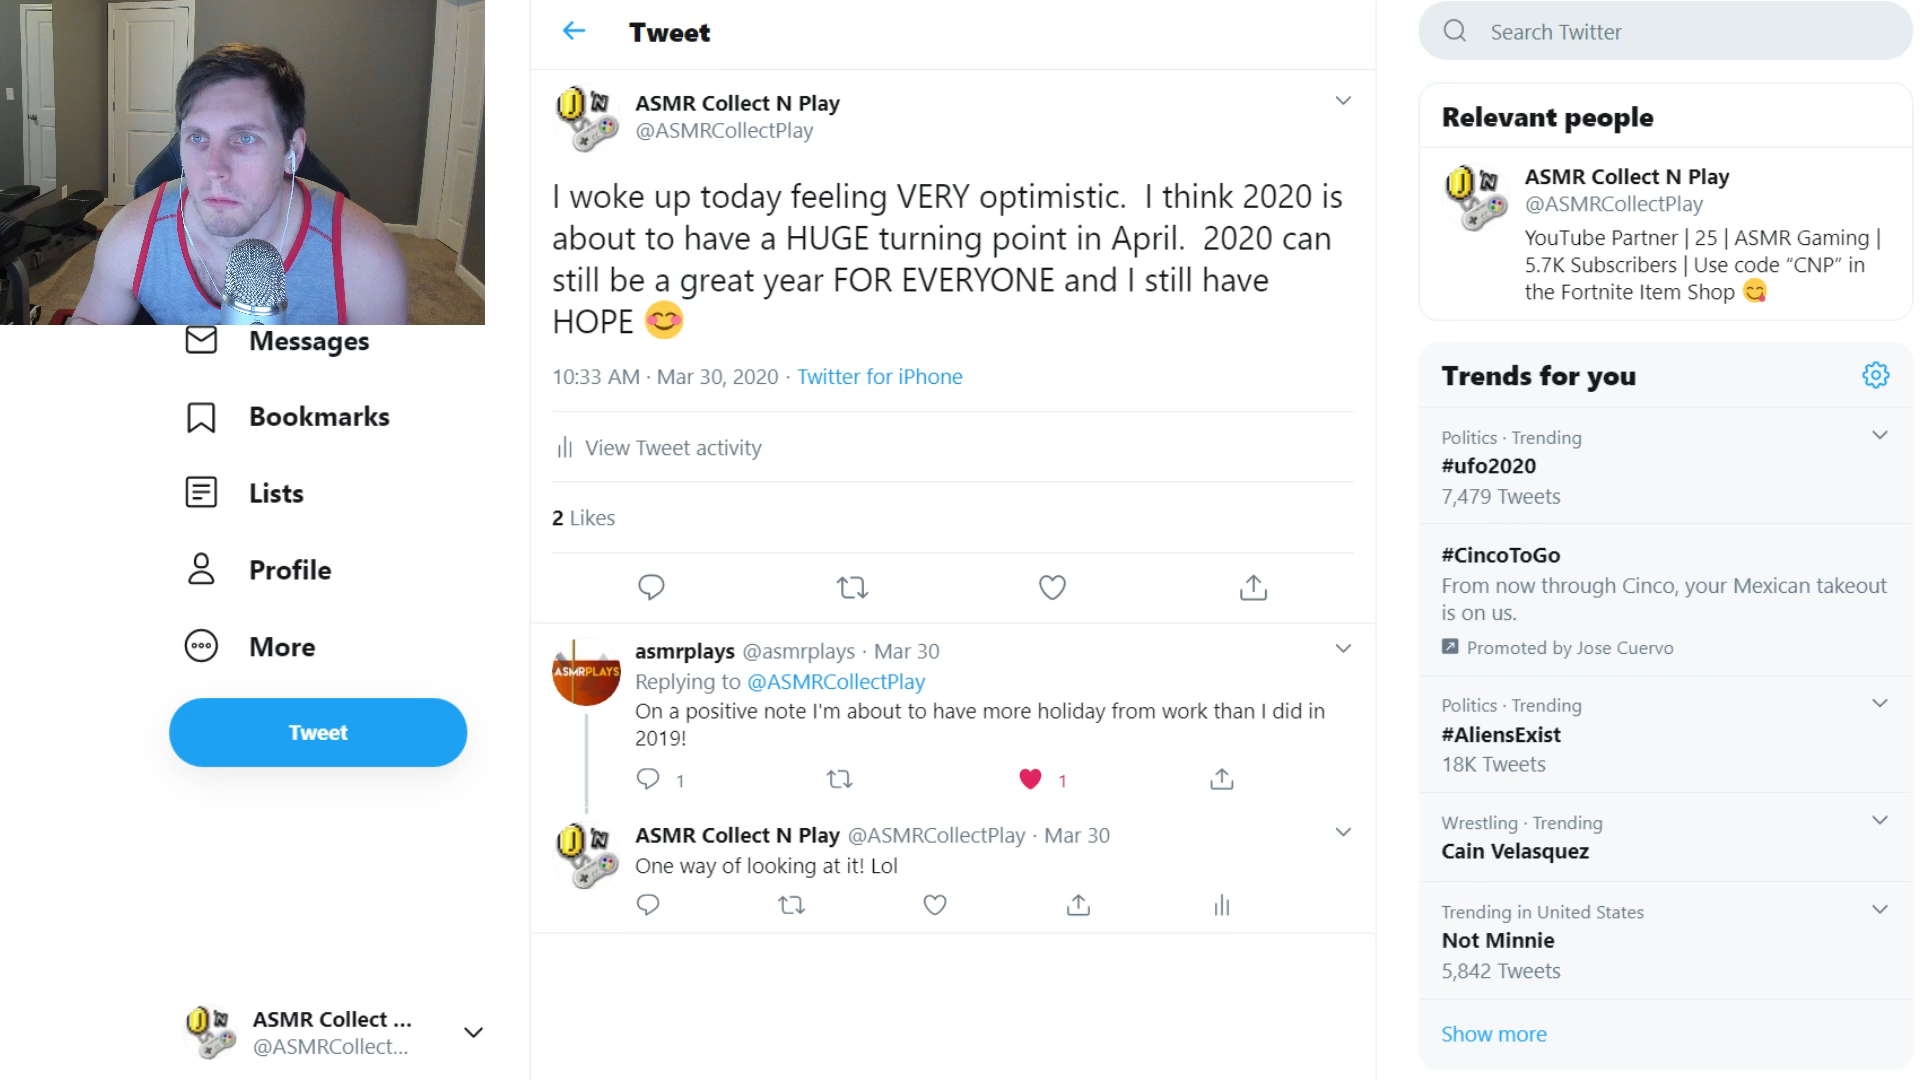 Tweet
ASMR Collect N Play
@ASMRCollectPlay
I woke up today feeling VERY optimistic.  I think 2020 is
about to have a HUGE turning point in April.  2020 can
still be a great year FOR EVERYONE and I still have
HOPE 😊
10:33 AM · Mar 30, 2020 · Twitter for iPhone
View Tweet activity
2 Likes
asmrplays @asmrplays · Mar 30
Replying to @ASMRCollectPlay
On a positive note I'm about to have more holiday from work than I did in
2019!
1
1
ASMRPLAYS
ASMR Collect N Play @ASMRCollectPlay · Mar 30
One way of looking at it! Lol
Messages
Bookmarks
Lists
Profile
More
Tweet
ASMR Collect ...
@ASMRCollect...
Search Twitter
Relevant people
ASMR Collect N Play
@ASMRCollectPlay
YouTube Partner | 25 | ASMR Gaming |
5.7K Subscribers | Use code “CNP” in
the Fortnite Item Shop 😋
Trends for you
Politics · Trending
#ufo2020
7,479 Tweets
#CincoToGo
From now through Cinco, your Mexican takeout
is on us.
Promoted by Jose Cuervo
Politics · Trending
#AliensExist
18K Tweets
Wrestling · Trending
Cain Velasquez
Trending in United States
Not Minnie
5,842 Tweets
Show more